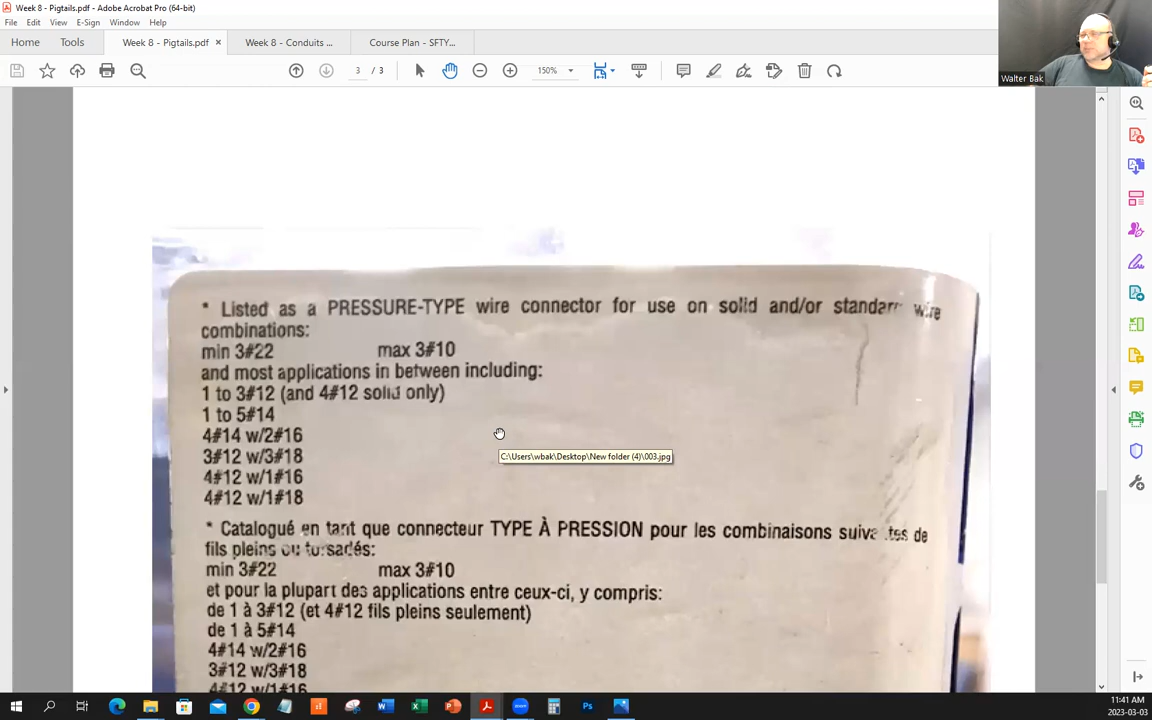 Week 8 - Pigtails.pdf - Adobe Acrobat Pro (64-bit)
File Edit View E-Sign Window Help
Home Tools Week 8 - Pigtails.pdf × Week 8 - Conduits ... Course Plan - SFTY...
3 / 3 150%
Walter Bak
* Listed as a PRESSURE-TYPE wire connector for use on solid and/or standard wire
combinations:
min 3#22 max 3#10
and most applications in between including:
1 to 3#12 (and 4#12 solid only)
1 to 5#14
4#14 w/2#16
3#12 w/3#18
4#12 w/1#16
4#12 w/1#18
C:\Users\wbak\Desktop\New folder (4)\003.jpg
* Catalogué en tant que connecteur TYPE À PRESSION pour les combinaisons de
fils pleins ou torsadés:
min 3#22 max 3#10
et pour la plupart des applications entre ceux-ci, y compris:
de 1 à 3#12 (et 4#12 fils pleins seulement)
de 1 à 5#14
4#14 w/2#16
3#12 w/3#18
4#12 w/1#16
11:41 AM
2023-03-03